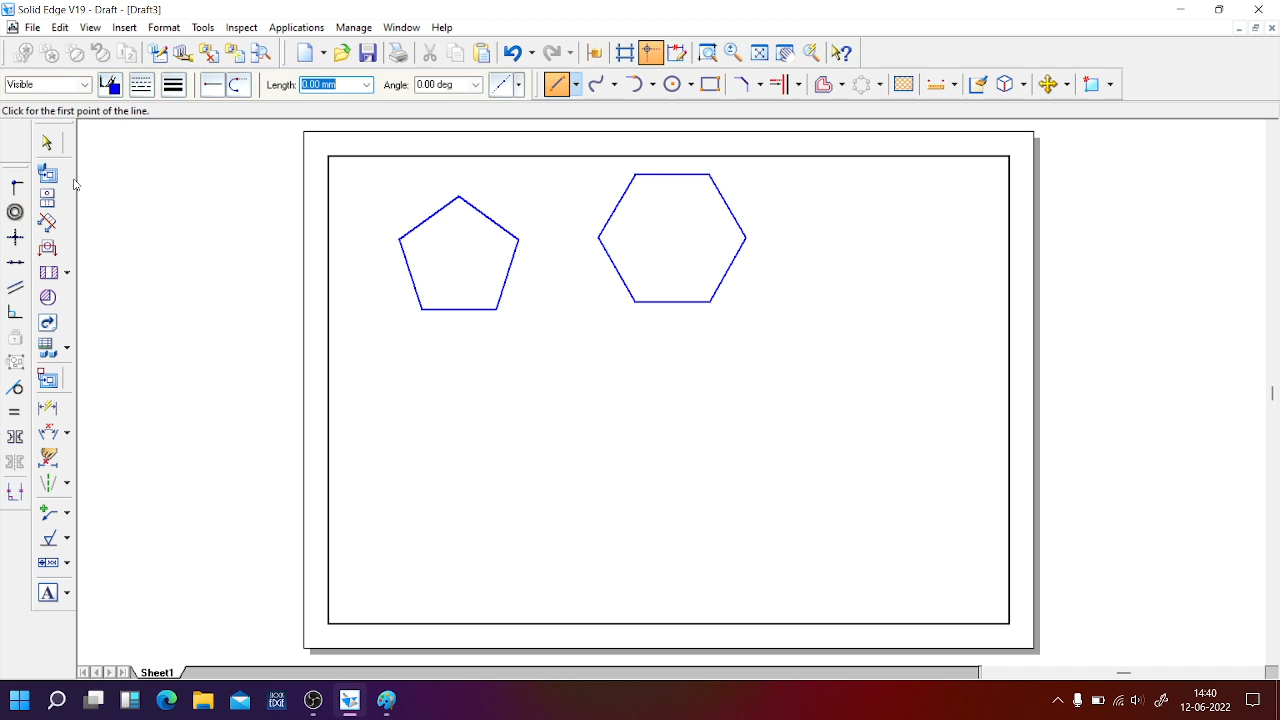 Solid Edge V19 - Draft - [Draft3]
File Edit View Insert Format Tools Inspect Applications Manage Window Help
Visible Length: 0.00 mm Angle: 0.00 deg
Click for the first point of the line.
A
Sheet1
14:40
12-06-2022